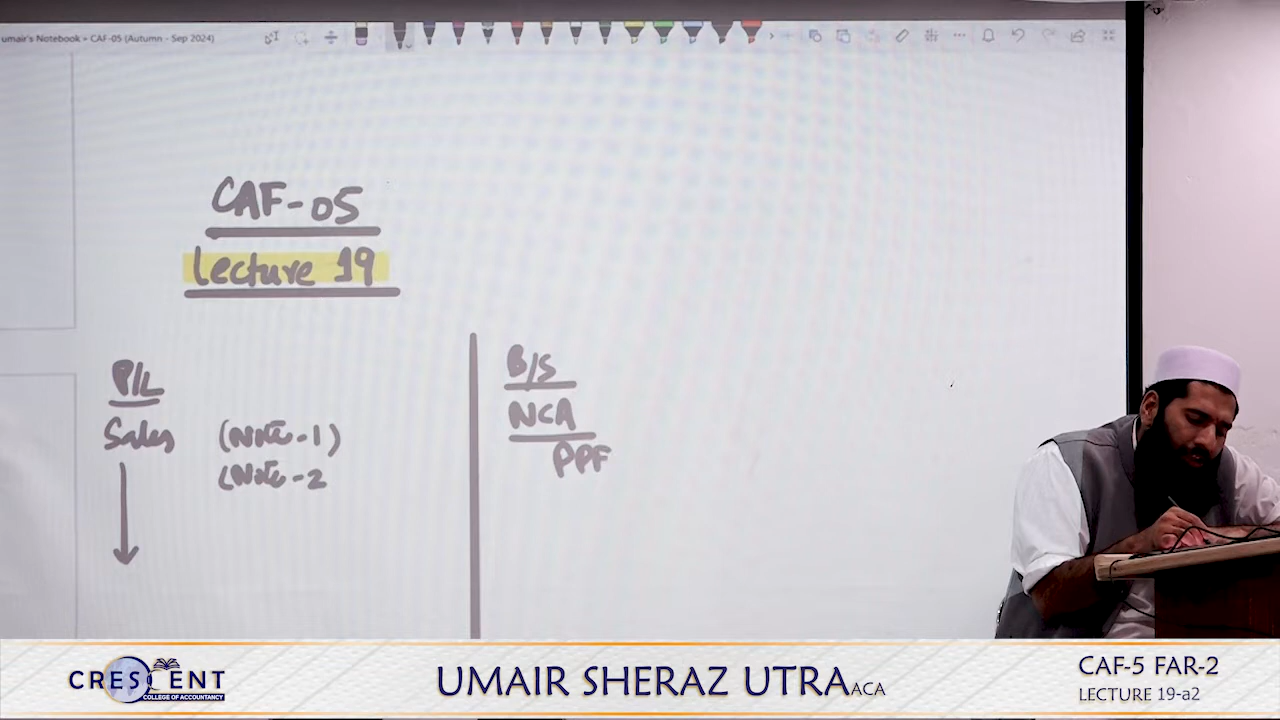 umair's Notebook > CAF-05 (Autumn - Sep 2024)
CAF-05
Lecture 19
P/L
Sales (Note-1)
(Note-2
B/S
NCA
PPF
CRESCENT
COLLEGE OF ACCOUNTANCY
UMAIR SHERAZ UTRA ACA
CAF-5 FAR-2
LECTURE 19-a2